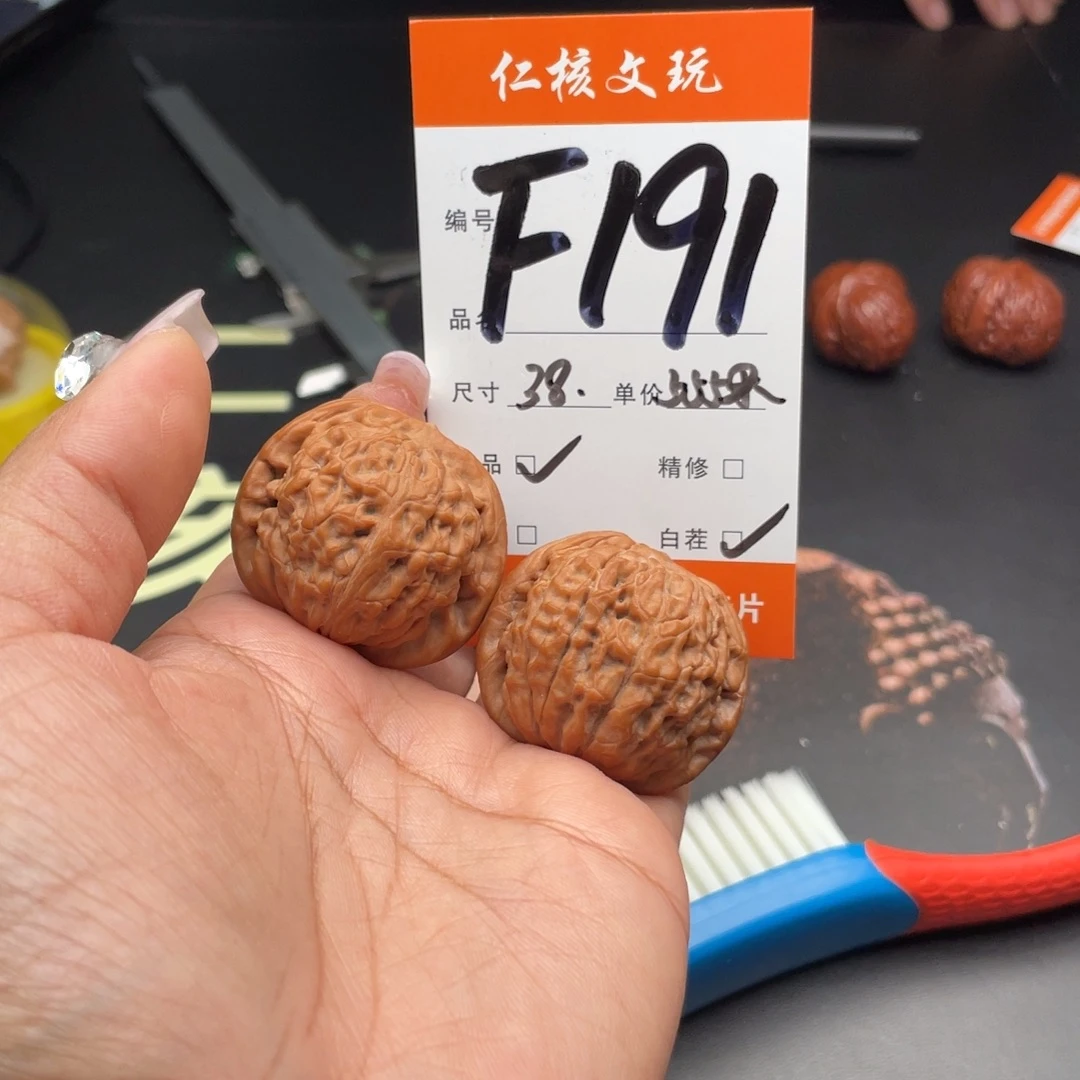 仁核文玩
F191
编号
品名
尺寸 38. 单价
品 □✓ 精修 □
□ 白茬 □✓
片